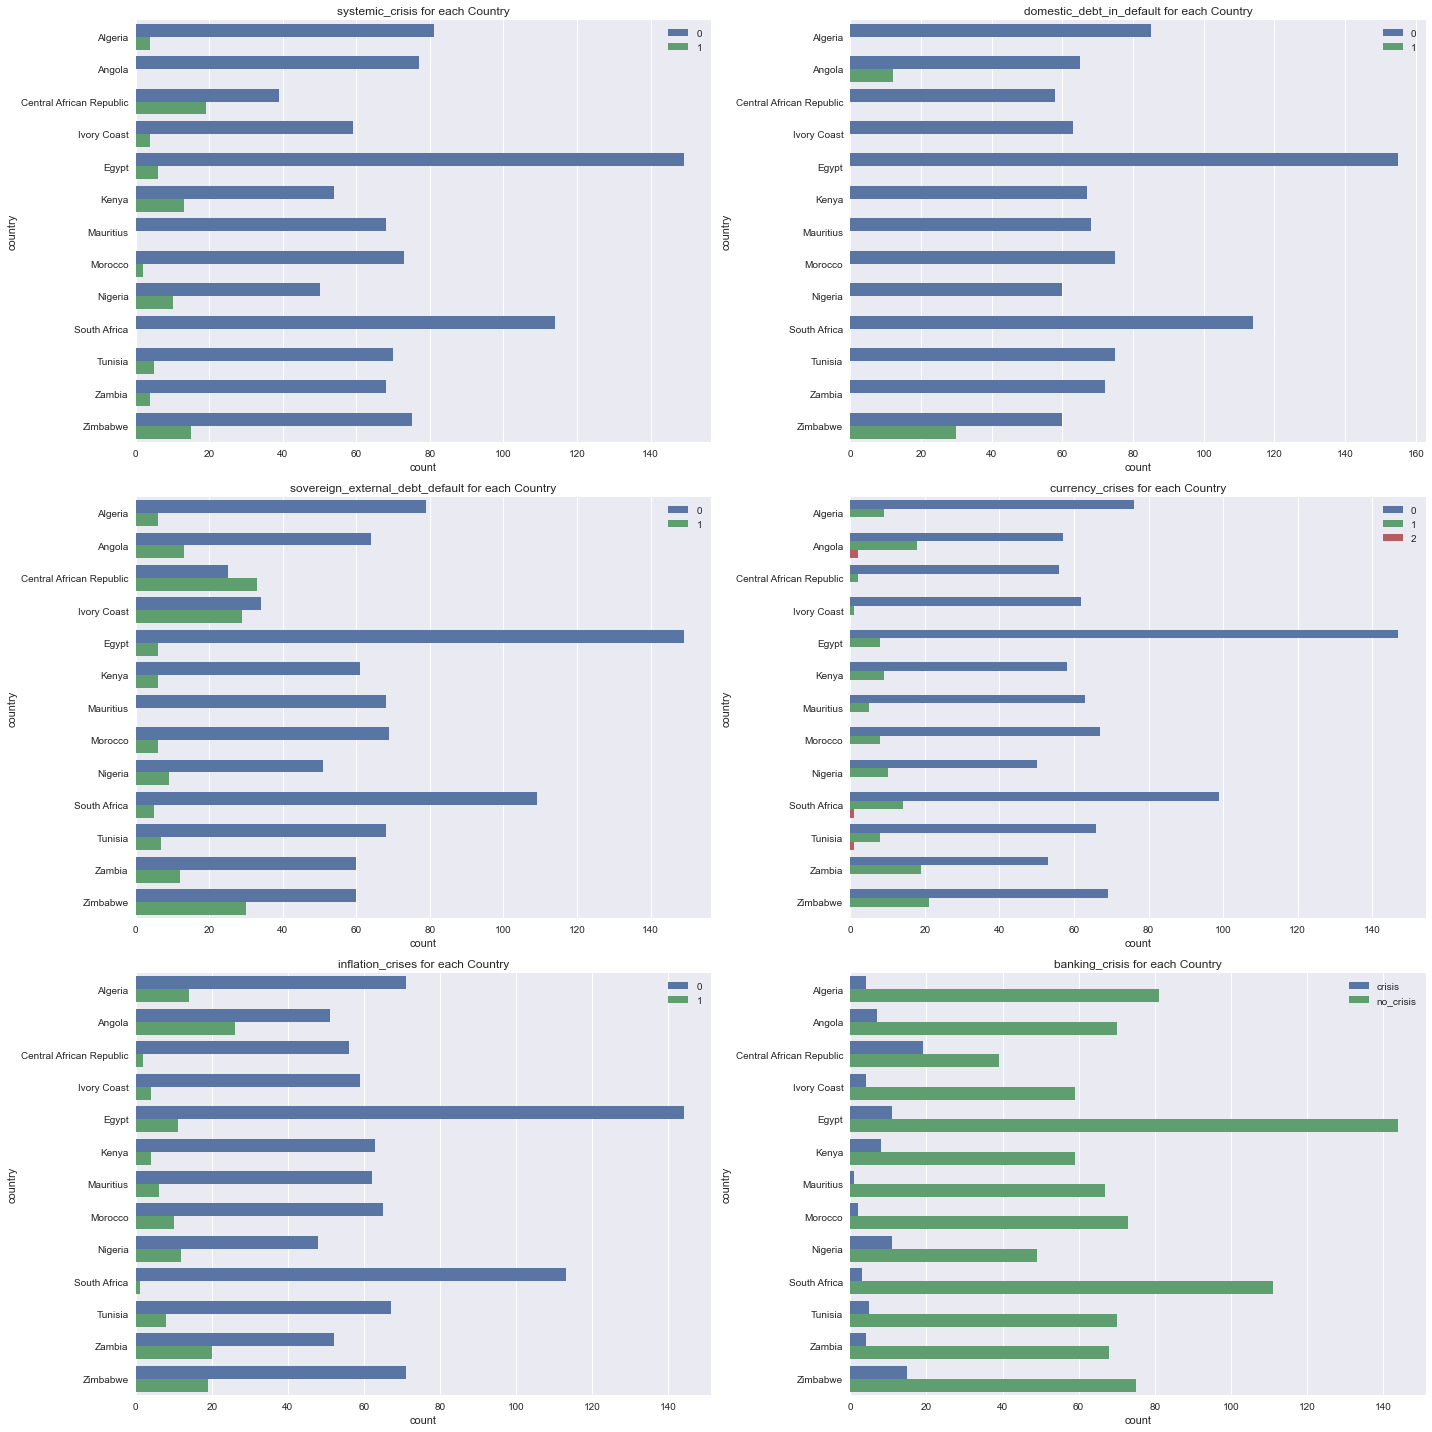 systemic_crisis for each Country
country
Algeria
Angola
Central African Republic
Ivory Coast
Egypt
Kenya
Mauritius
Morocco
Nigeria
South Africa
Tunisia
Zambia
Zimbabwe
0
1
0 20 40 60 80 100 120 140
count
domestic_debt_in_default for each Country
country
Algeria
Angola
Central African Republic
Ivory Coast
Egypt
Kenya
Mauritius
Morocco
Nigeria
South Africa
Tunisia
Zambia
Zimbabwe
0
1
0 20 40 60 80 100 120 140 160
count
sovereign_external_debt_default for each Country
country
Algeria
Angola
Central African Republic
Ivory Coast
Egypt
Kenya
Mauritius
Morocco
Nigeria
South Africa
Tunisia
Zambia
Zimbabwe
0
1
0 20 40 60 80 100 120 140
count
currency_crises for each Country
country
Algeria
Angola
Central African Republic
Ivory Coast
Egypt
Kenya
Mauritius
Morocco
Nigeria
South Africa
Tunisia
Zambia
Zimbabwe
0
1
2
0 20 40 60 80 100 120 140
count
inflation_crises for each Country
country
Algeria
Angola
Central African Republic
Ivory Coast
Egypt
Kenya
Mauritius
Morocco
Nigeria
South Africa
Tunisia
Zambia
Zimbabwe
0
1
0 20 40 60 80 100 120 140
count
banking_crisis for each Country
country
Algeria
Angola
Central African Republic
Ivory Coast
Egypt
Kenya
Mauritius
Morocco
Nigeria
South Africa
Tunisia
Zambia
Zimbabwe
crisis
no_crisis
0 20 40 60 80 100 120 140
count